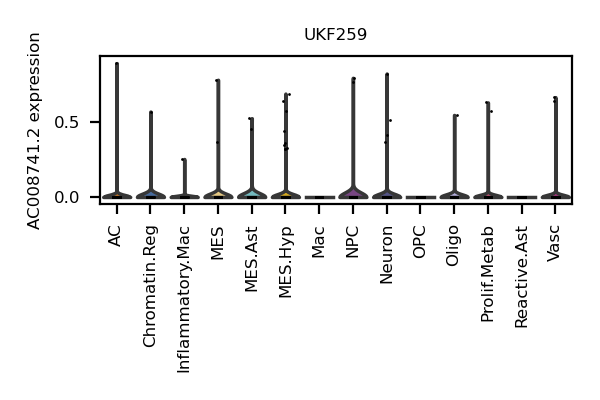 UKF259
AC008741.2 expression
0.5
0.0
AC
Chromatin.Reg
Inflammatory.Mac
MES
MES.Ast
MES.Hyp
Mac
NPC
Neuron
OPC
Oligo
Prolif.Metab
Reactive.Ast
Vasc